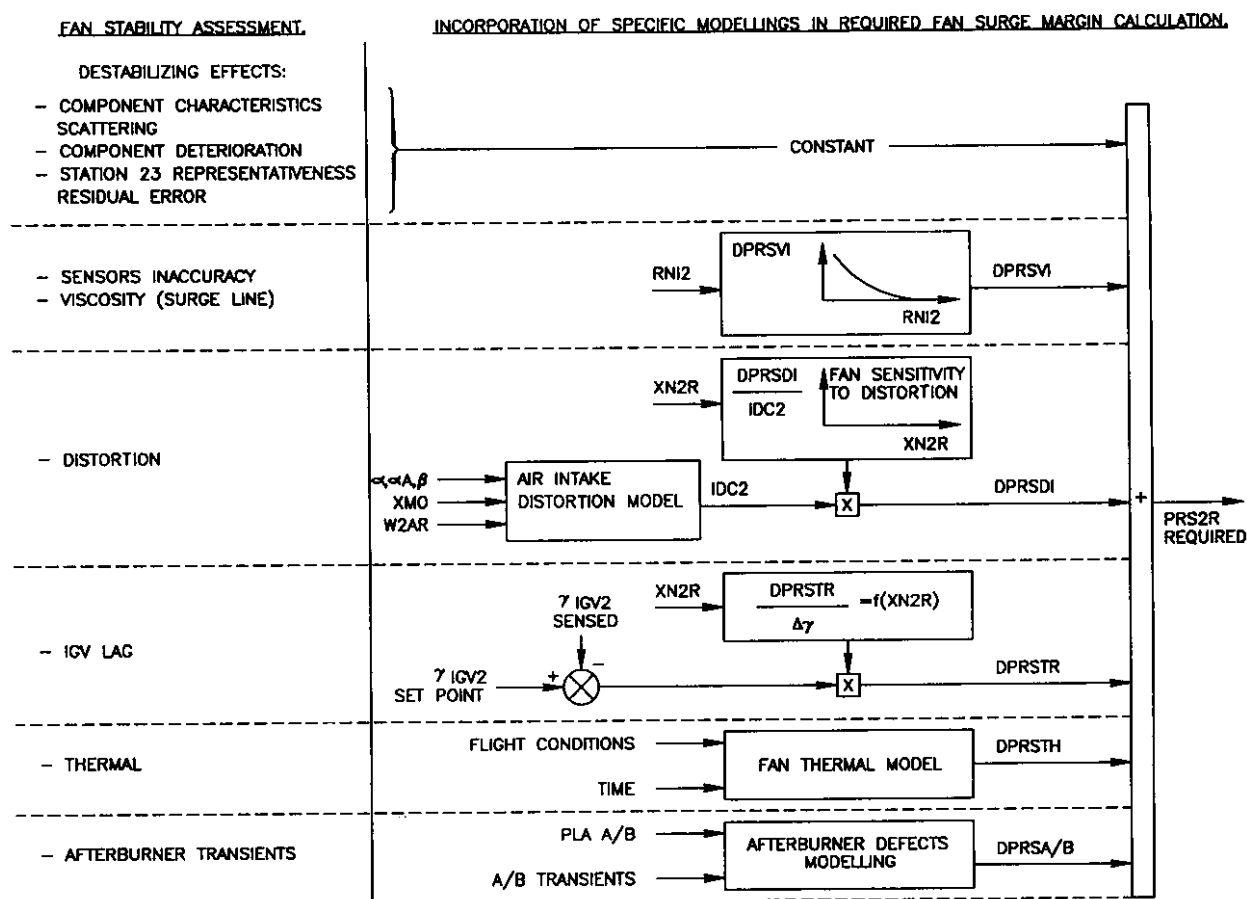 FAN STABILITY ASSESSMENT.
INCORPORATION OF SPECIFIC MODELLINGS IN REQUIRED FAN SURGE MARGIN CALCULATION.
DESTABILIZING EFFECTS:
– COMPONENT CHARACTERISTICS
SCATTERING
– COMPONENT DETERIORATION
– STATION 23 REPRESENTATIVENESS
RESIDUAL ERROR
CONSTANT
– SENSORS INACCURACY
– VISCOSITY (SURGE LINE)
RNI2
DPRSVI
RNI2
DPRSVI
– DISTORTION
XN2R
DPRSDI
IDC2
FAN SENSITIVITY
TO DISTORTION
XN2R
α,αA,β
XMO
W2AR
AIR INTAKE
DISTORTION MODEL
IDC2
X
DPRSDI
+
PRS2R
REQUIRED
– IGV LAG
XN2R
DPRSTR
Δγ
=f(XN2R)
γ IGV2
SENSED
γ IGV2
SET POINT
+
–
X
DPRSTR
– THERMAL
FLIGHT CONDITIONS
TIME
FAN THERMAL MODEL
DPRSTH
– AFTERBURNER TRANSIENTS
PLA A/B
A/B TRANSIENTS
AFTERBURNER DEFECTS
MODELLING
DPRSA/B